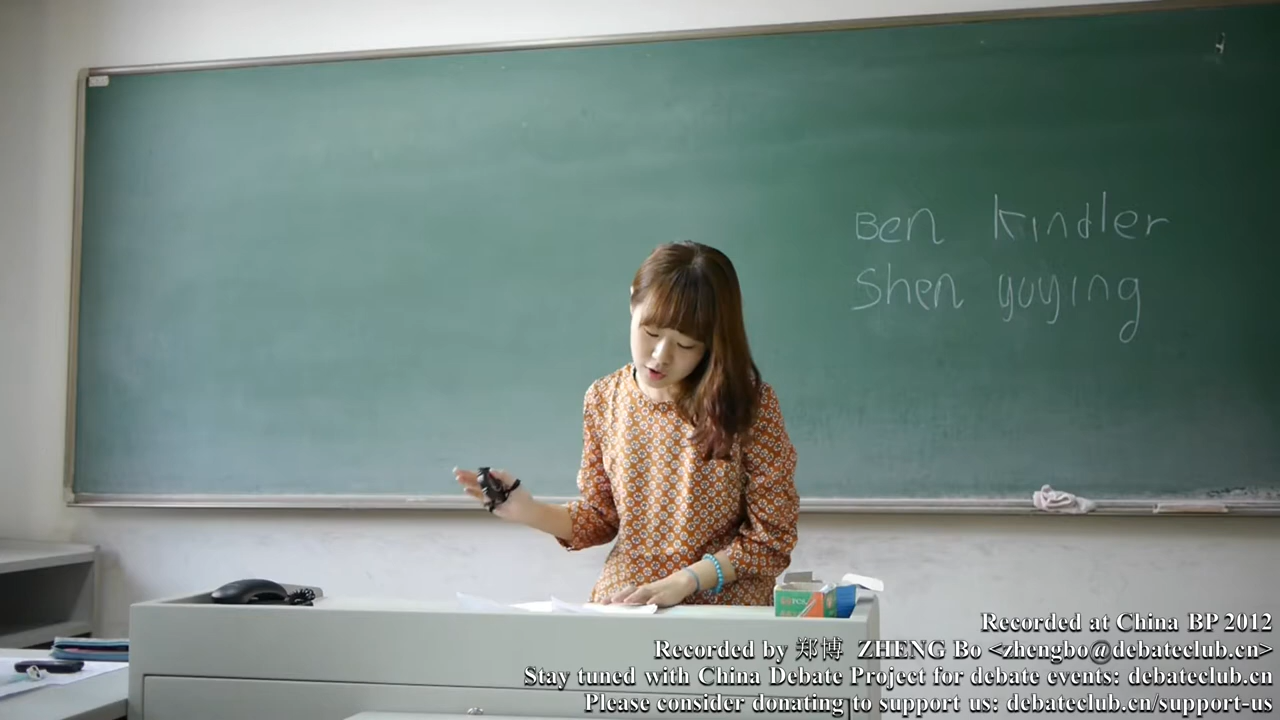 Ben Kindler
Shen yuying
Recorded at China BP 2012
Recorded by 郑博 ZHENG Bo <zhengbo@debateclub.cn>
Stay tuned with China Debate Project for debate events: debateclub.cn
Please consider donating to support us: debateclub.cn/support-us